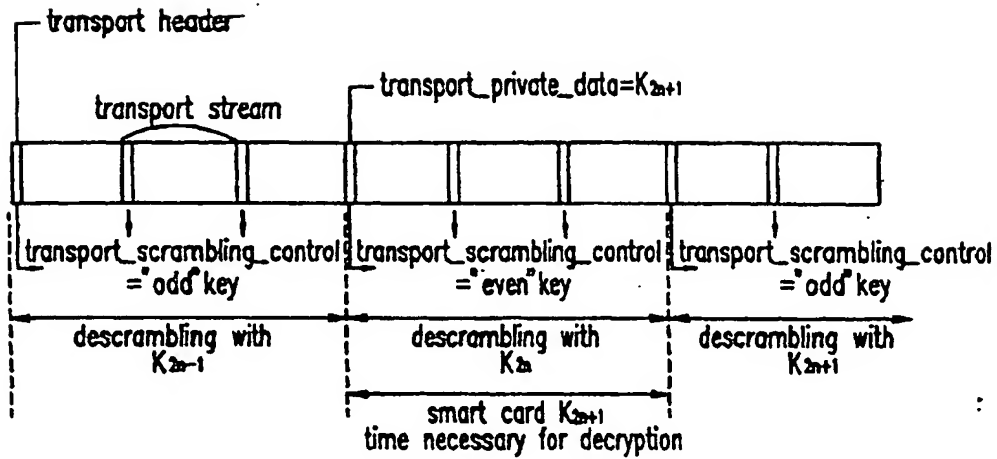 transport header
transport_private_data=K2n+1
transport stream
transport_scrambling_control
="odd" key
transport_scrambling_control
="even" key
transport_scrambling_control
="odd" key
descrambling with
K2n-1
descrambling with
K2n
descrambling with
K2n+1
smart card K2n+1
time necessary for decryption